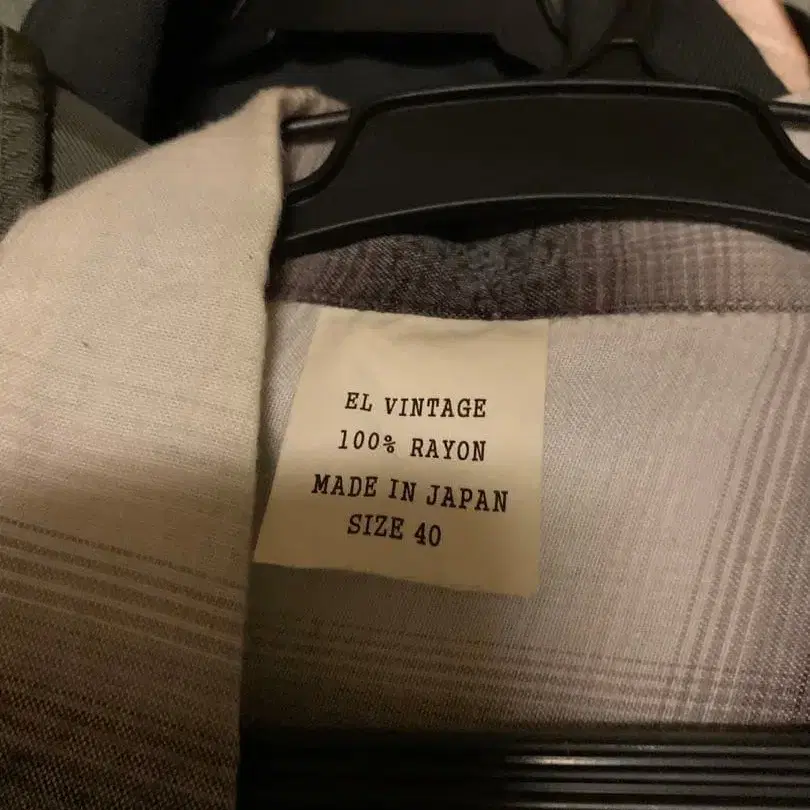 EL VINTAGE
100% RAYON
MADE IN JAPAN
SIZE 40